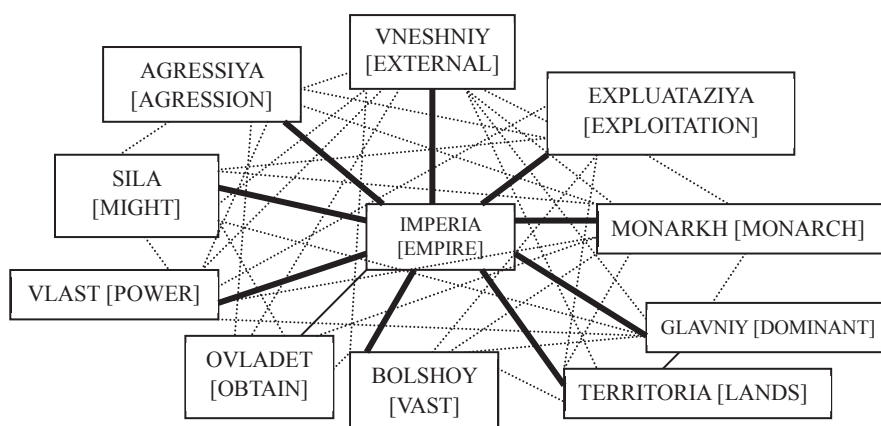 VNESHNIY
[EXTERNAL]
AGRESSIYA
[AGRESSION]
EXPLUATAZIYA
[EXPLOITATION]
SILA
[MIGHT]
IMPERIA
[EMPIRE]
MONARKH [MONARCH]
VLAST [POWER]
GLAVNIY [DOMINANT]
OVLADET
[OBTAIN]
BOLSHOY
[VAST]
TERRITORIA [LANDS]